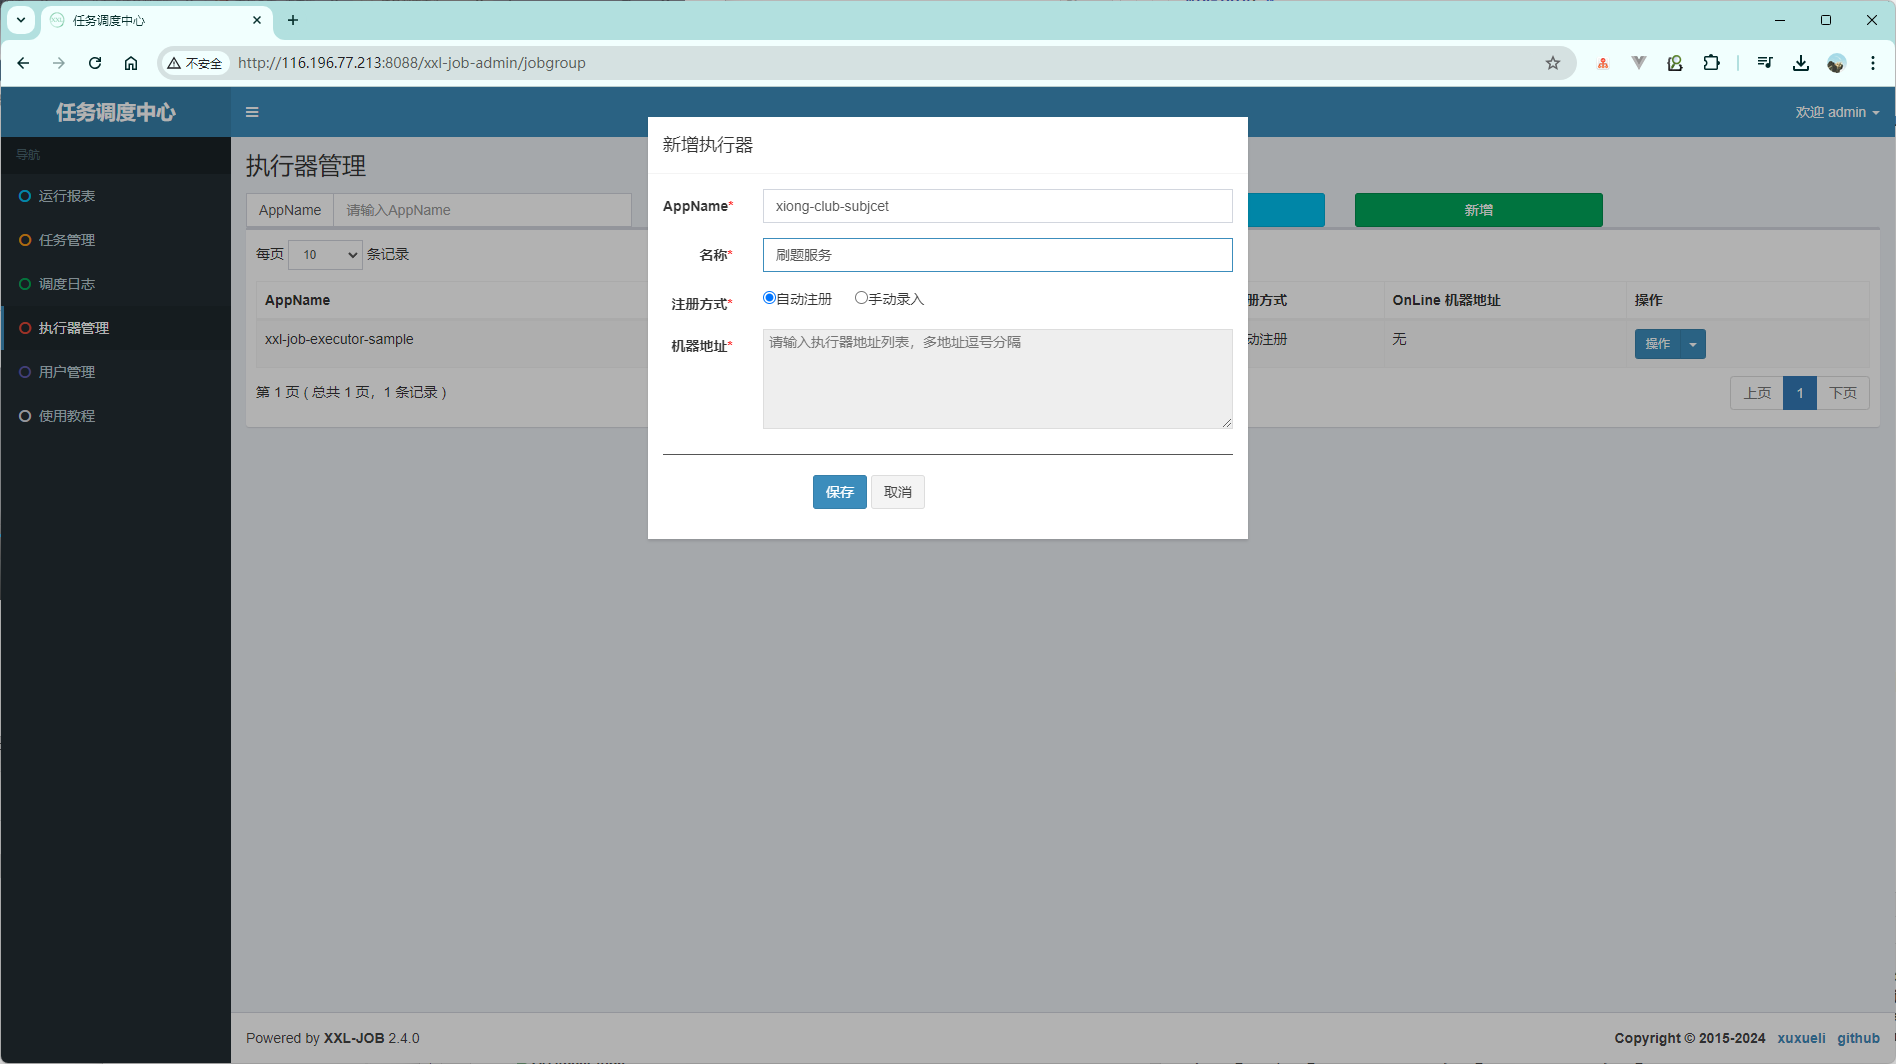 任务调度中心
不安全 http://116.196.77.213:8088/xxl-job-admin/jobgroup
任务调度中心
欢迎 admin
导航
运行报表
任务管理
调度日志
执行器管理
用户管理
使用教程
执行器管理
AppName 请输入AppName
新增
每页 10 条记录
AppName
册方式 OnLine 机器地址 操作
xxl-job-executor-sample
动注册 无 操作
第 1 页 ( 总共 1 页，1 条记录 )
上页 1 下页
新增执行器
AppName* xiong-club-subjcet
名称* 刷题服务
注册方式* 自动注册 手动录入
机器地址* 请输入执行器地址列表，多地址逗号分隔
保存 取消
Powered by XXL-JOB 2.4.0
Copyright © 2015-2024 xuxueli github